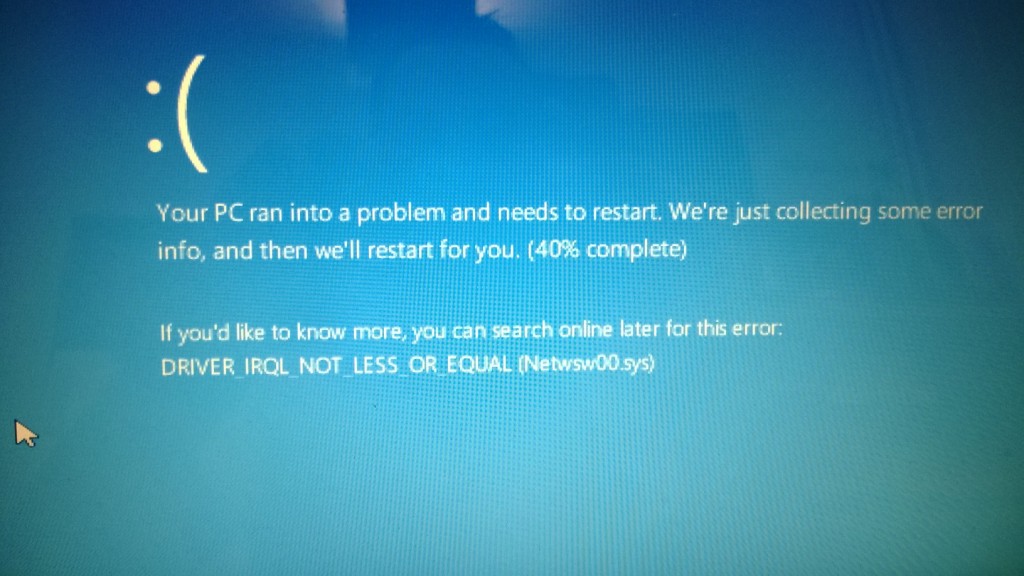 :(
Your PC ran into a problem and needs to restart. We're just collecting some error
info, and then we'll restart for you. (40% complete)
If you'd like to know more, you can search online later for this error:
DRIVER_IRQL_NOT_LESS_OR_EQUAL (Netwsw00.sys)